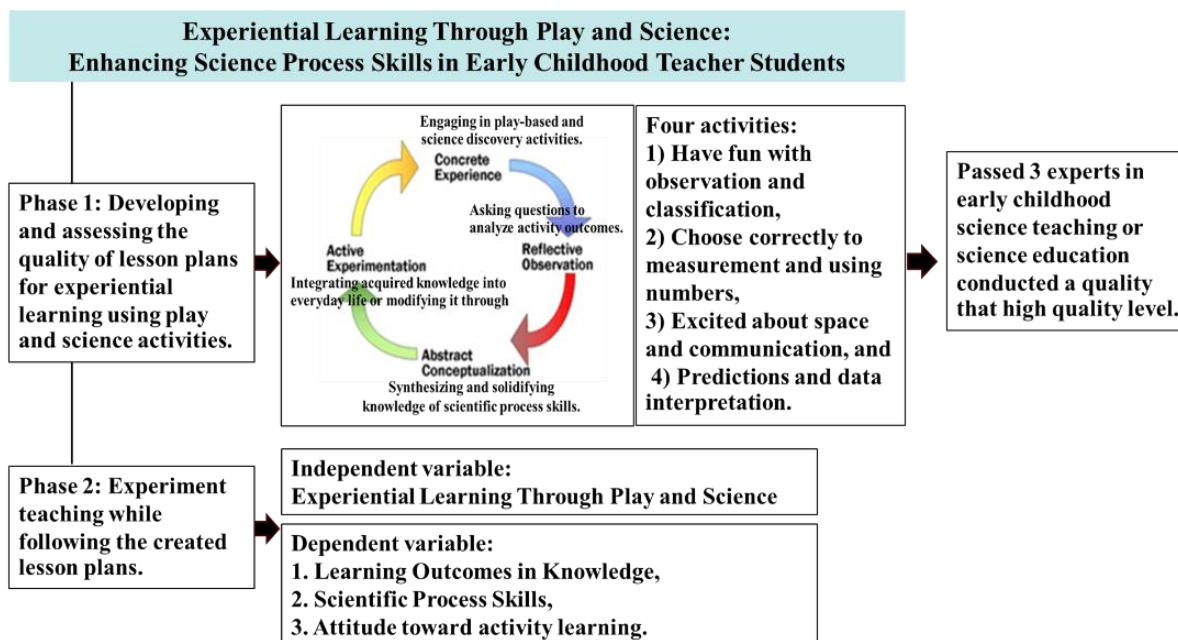 Experiential Learning Through Play and Science:
Enhancing Science Process Skills in Early Childhood Teacher Students
Phase 1: Developing
and assessing the
quality of lesson plans
for experiential
learning using play
and science activities.
Engaging in play-based and
science discovery activities.
Concrete
Experience
Asking questions to
analyze activity outcomes.
Reflective
Observation
Active
Experimentation
Integrating acquired knowledge into
everyday life or modifying it through
Abstract
Conceptualization
Synthesizing and solidifying
knowledge of scientific process skills.
Four activities:
1) Have fun with
observation and
classification,
2) Choose correctly to
measurement and using
numbers,
3) Excited about space
and communication, and
4) Predictions and data
interpretation.
Passed 3 experts in
early childhood
science teaching or
science education
conducted a quality
that high quality level.
Phase 2: Experiment
teaching while
following the created
lesson plans.
Independent variable:
Experiential Learning Through Play and Science
Dependent variable:
1. Learning Outcomes in Knowledge,
2. Scientific Process Skills,
3. Attitude toward activity learning.